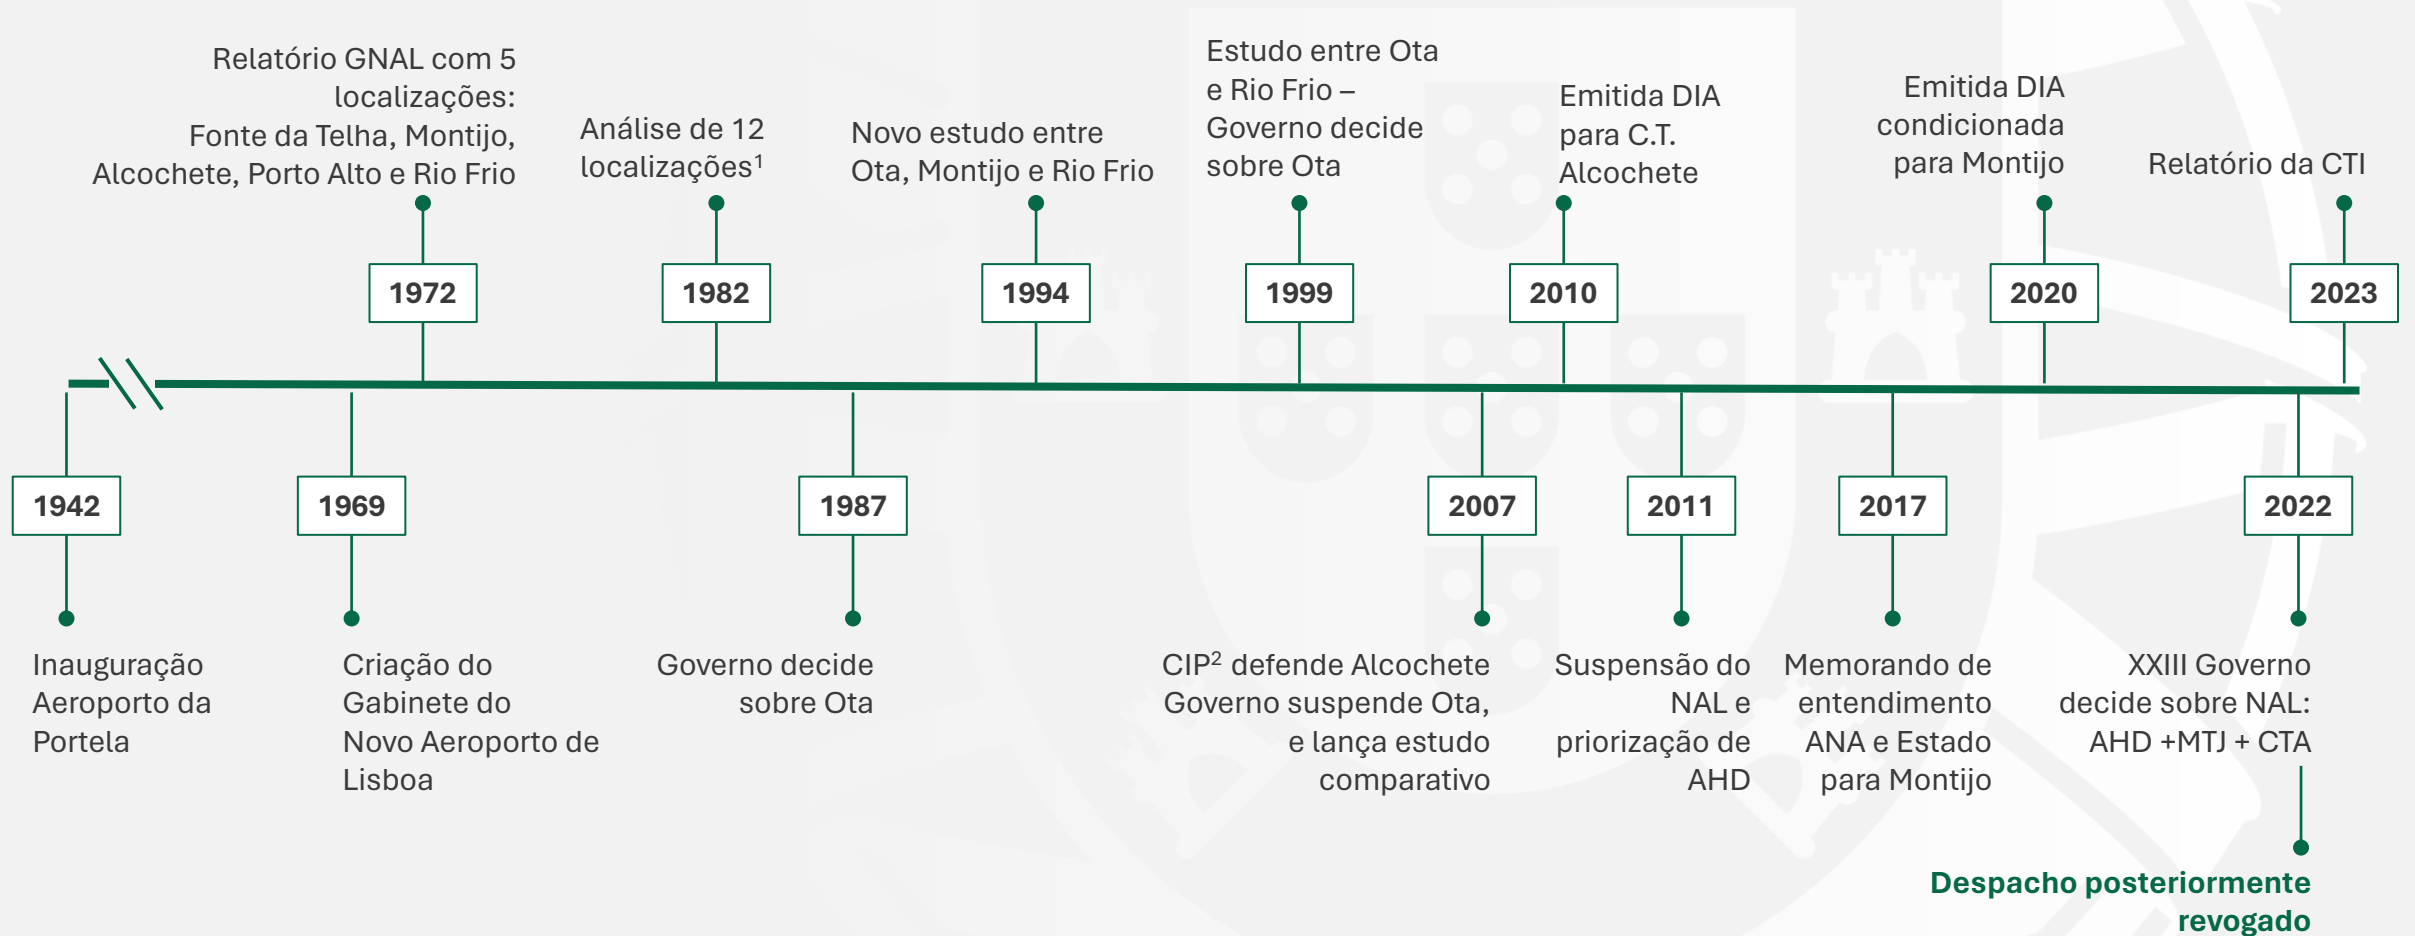 Relatório GNAL com 5
localizações:
Fonte da Telha, Montijo,
Alcochete, Porto Alto e Rio Frio
Análise de 12
localizações¹
Novo estudo entre
Ota, Montijo e Rio Frio
Estudo entre Ota
e Rio Frio –
Governo decide
sobre Ota
Emitida DIA
para C.T.
Alcochete
Emitida DIA
condicionada
para Montijo
Relatório da CTI
1972
1982
1994
1999
2010
2020
2023
1942
1969
1987
2007
2011
2017
2022
Inauguração
Aeroporto da
Portela
Criação do
Gabinete do
Novo Aeroporto de
Lisboa
Governo decide
sobre Ota
CIP² defende Alcochete
Governo suspende Ota,
e lança estudo
comparativo
Suspensão do
NAL e
priorização de
AHD
Memorando de
entendimento
ANA e Estado
para Montijo
XXIII Governo
decide sobre NAL:
AHD +MTJ + CTA
Despacho posteriormente
revogado